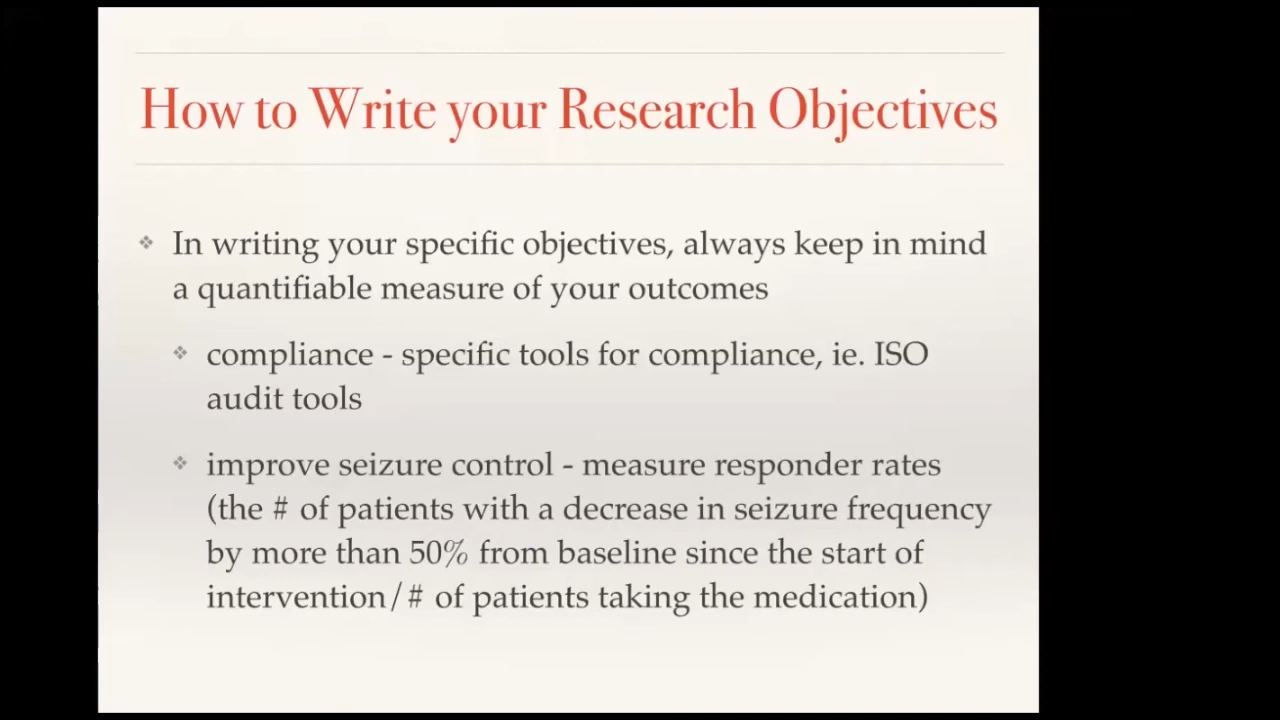 How to Write your Research Objectives
In writing your specific objectives, always keep in mind
a quantifiable measure of your outcomes
compliance - specific tools for compliance, ie. ISO
audit tools
improve seizure control - measure responder rates
(the # of patients with a decrease in seizure frequency
by more than 50% from baseline since the start of
intervention/# of patients taking the medication)